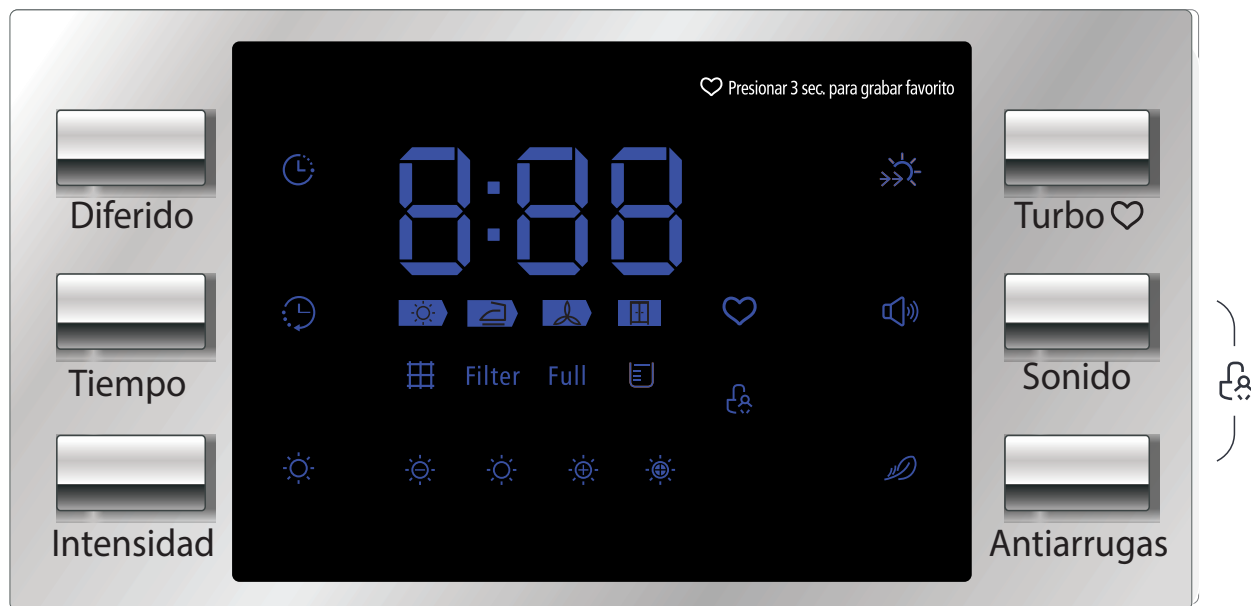 ♡ Presionar 3 sec. para grabar favorito
8:88
Diferido
Turbo ♡
Tiempo
Filter Full
Sonido
Intensidad
Antiarrugas